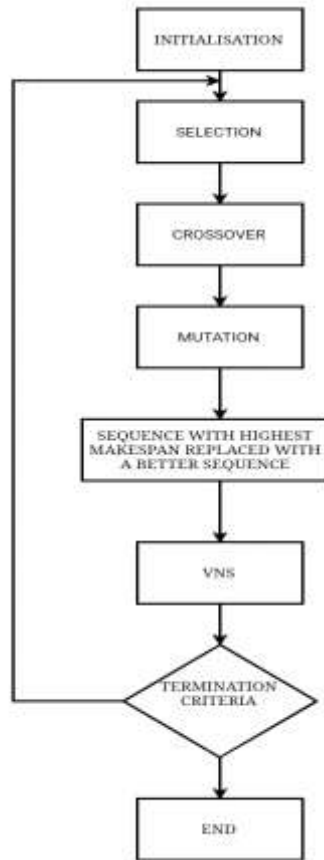 INITIALISATION
SELECTION
CROSSOVER
MUTATION
SEQUENCE WITH HIGHEST
MAKESPAN REPLACED WITH
A BETTER SEQUENCE
VNS
TERMINATION
CRITERIA
END